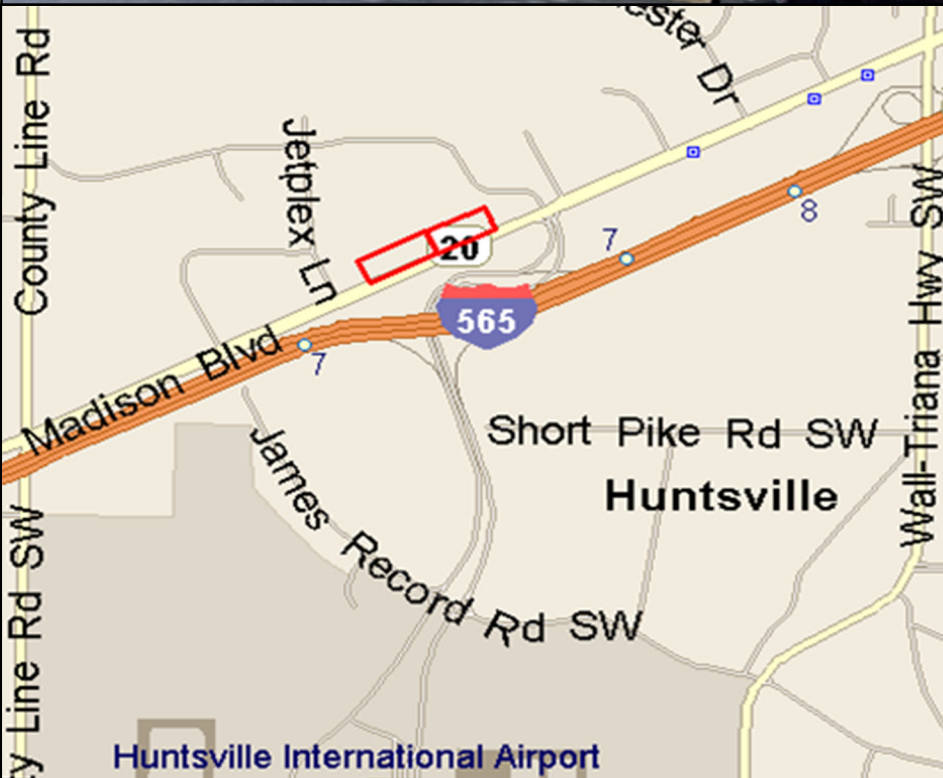 County Line Rd
Dr
Jetplex Ln
20
7
8
565
7
Madison Blvd
Wall-Triana Hwy SW
Short Pike Rd SW
Huntsville
James Record Rd SW
Line Rd SW
Huntsville International Airport